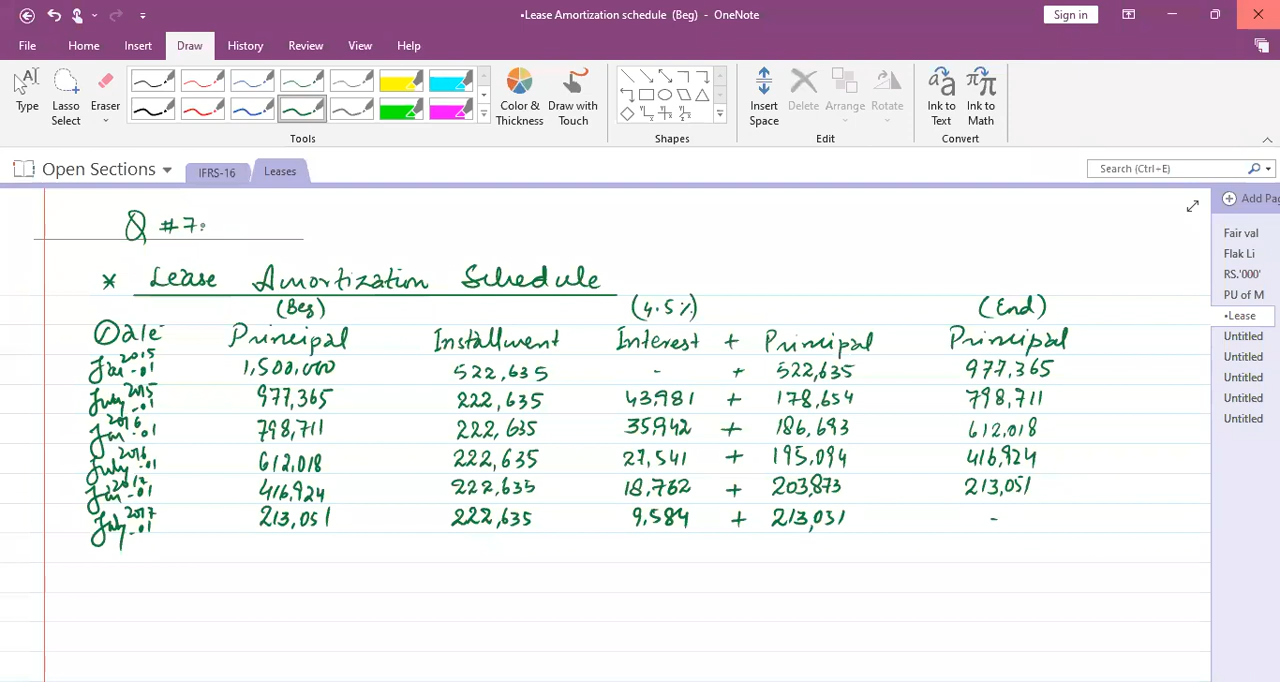 •Lease Amortization schedule (Beg) - OneNote
Sign in
File Home Insert Draw History Review View Help
Type
Lasso Select
Eraser
Color & Thickness
Draw with Touch
Insert Space
Delete
Arrange
Rotate
Ink to Text
Ink to Math
Tools
Shapes
Edit
Convert
Open Sections
IFRS-16
Leases
Search (Ctrl+E)
Add Pag
Fair val
Flak Li
RS.'000'
PU of M
•Lease
Untitled
Untitled
Untitled
Untitled
Untitled
Q #7:
* Lease Amortization Schedule
(Beg) (4.5%) (End)
Date Principal Installment Interest + Principal Principal
Jan-01 2015 1,500,000 522,635 - + 522,635 977,365
July-01 2015 977,365 222,635 43,981 + 178,654 798,711
Jan-01 2016 798,711 222,635 35,942 + 186,693 612,018
July-01 2016 612,018 222,635 27,541 + 195,094 416,924
Jan-01 2017 416,924 222,635 18,762 + 203,873 213,051
July-01 2017 213,051 222,635 9,584 + 213,051 -